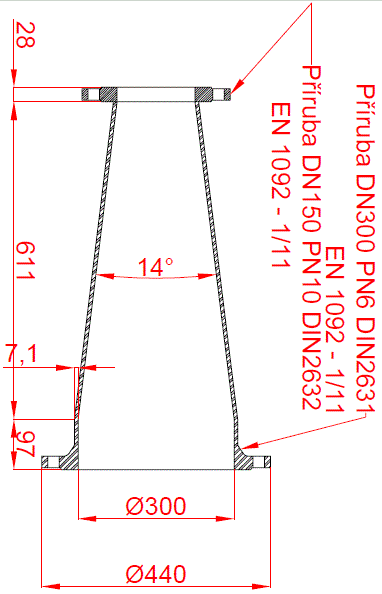 28
611
97
7,1
14°
Příruba DN150 PN10 DIN2632
EN 1092 - 1/11
Příruba DN300 PN6 DIN2631
EN 1092 - 1/11
Ø300
Ø440